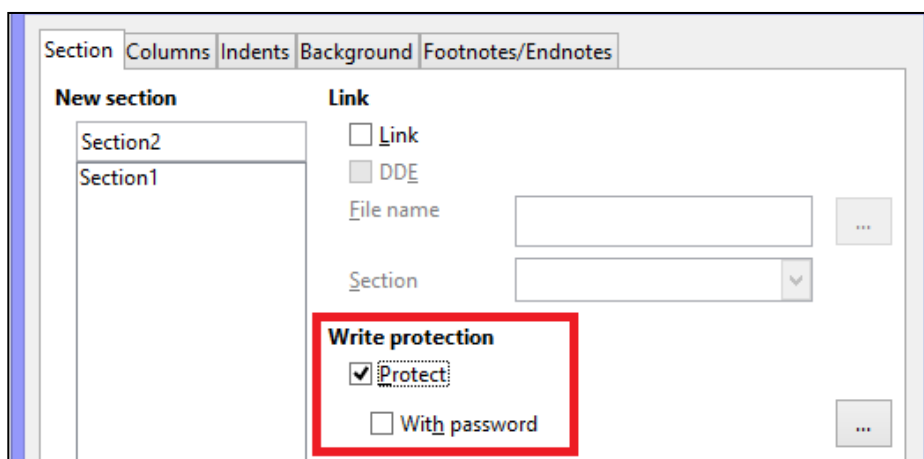 Section Columns Indents Background Footnotes/Endnotes
New section
Section2
Section1
Link
Link
DDE
File name
...
Section
Write protection
Protect
With password
...